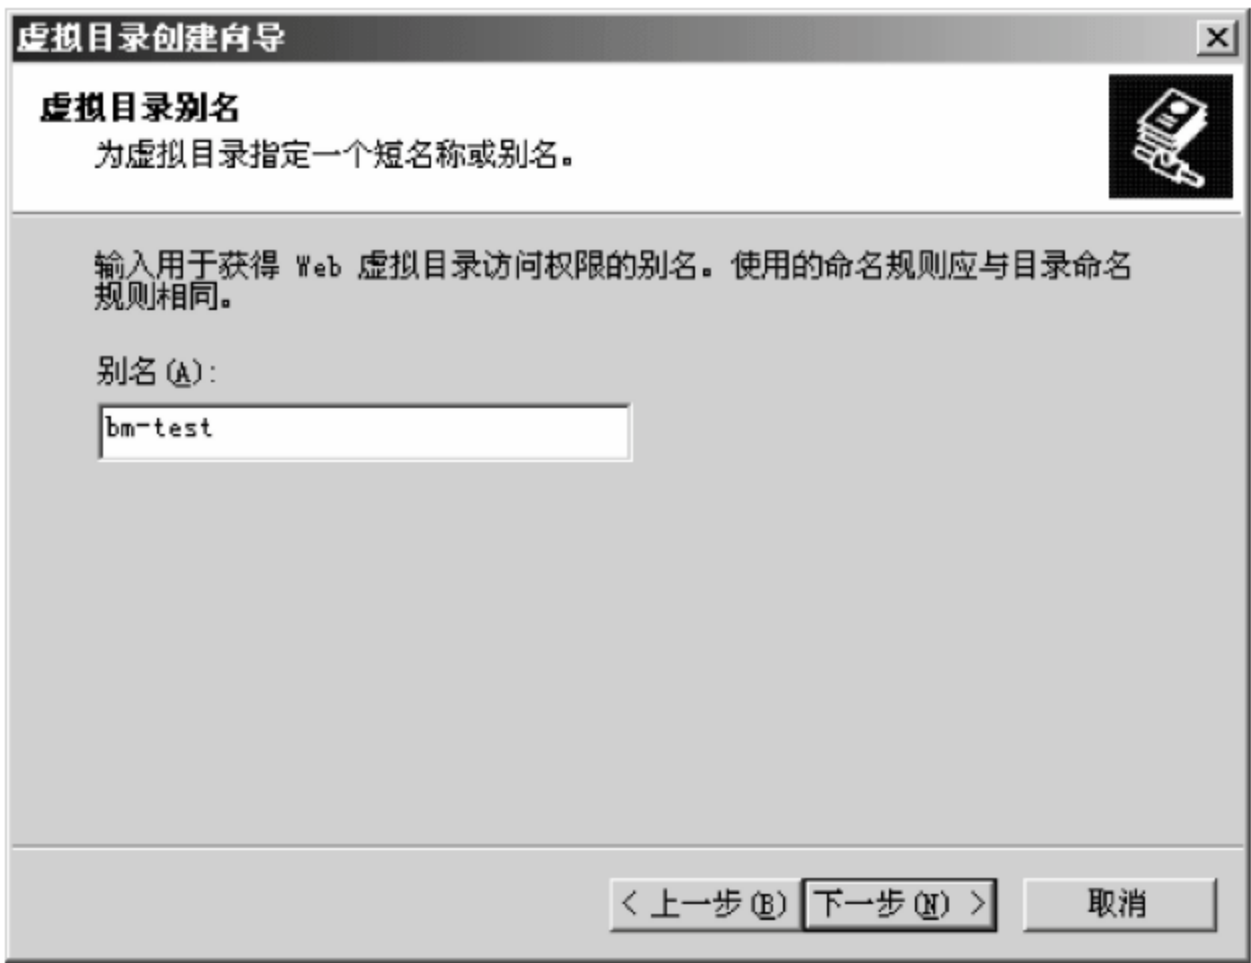 虚拟目录创建向导
虚拟目录别名
为虚拟目录指定一个短名称或别名。
输入用于获得 Web 虚拟目录访问权限的别名。使用的命名规则应与目录命名
规则相同。
别名(A):
bm-test
< 上一步(B) 下一步(N) > 取消